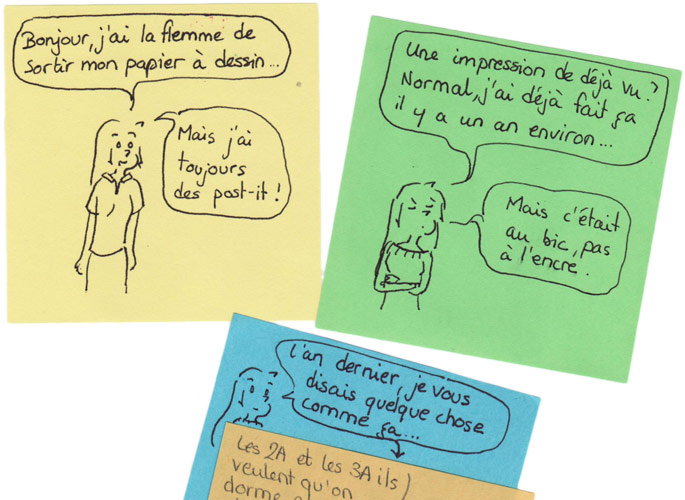 Bonjour, j'ai la flemme de
sortir mon papier à dessin...
Mais j'ai
toujours
des post-it !
Une impression de déjà vu ?
Normal, j'ai déjà fait ça
il y a un an environ...
Mais c'était
au bic, pas
à l'encre.
L'an dernier, je vous
disais quelque chose
comme ça...
Les 2A et les 3A ils
veulent qu'on
dorme